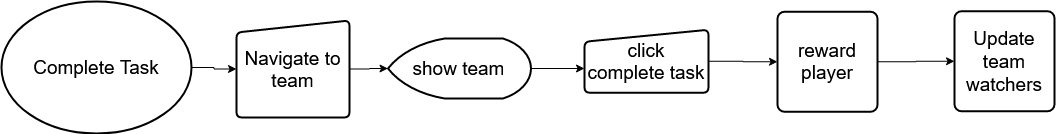 Complete Task
Navigate to
team
show team
click
complete task
reward
player
Update
team
watchers